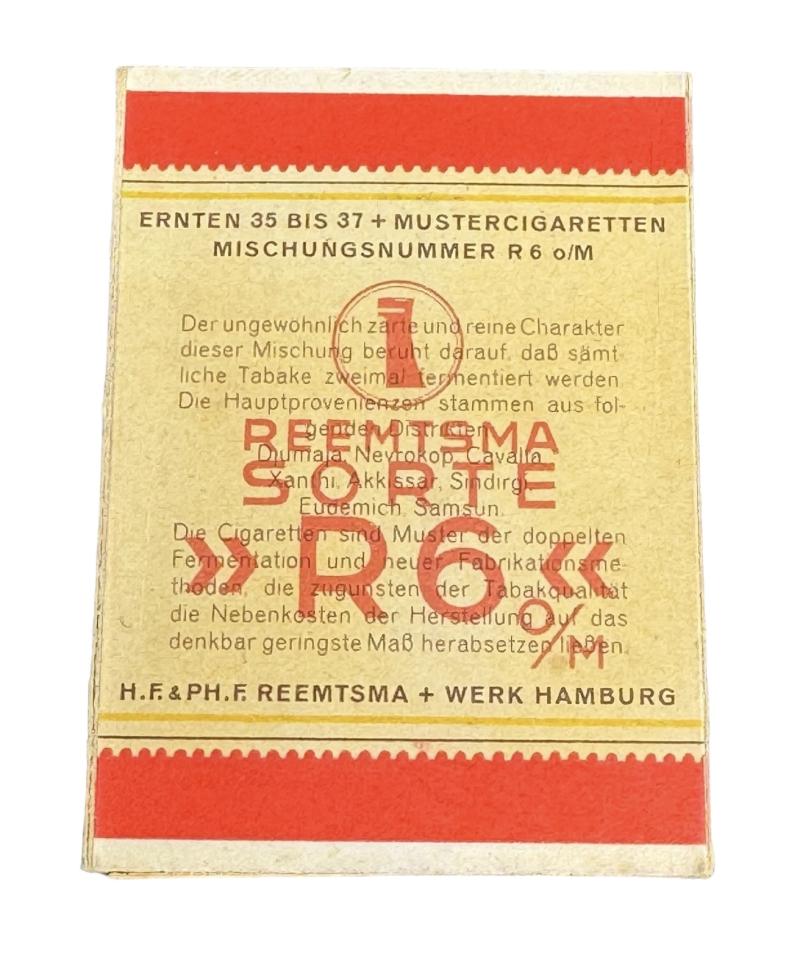 ERNTEN 35 BIS 37 + MUSTERCIGARETTEN
MISCHUNGSNUMMER R 6 o/M
Der ungewöhnlich zarte und reine Charakter
dieser Mischung beruht darauf, daß sämt
liche Tabake zweimal fermentiert werden
Die Hauptprovenienzen stammen aus fol-
genden Distrikten
Djumaja, Nevrokop, Cavalla,
Xanthi, Akkissar, Sindirgi,
Eudemich, Samsun.
Die Cigaretten sind Muster der doppelten
Fermentation und neuer Fabrikationsme-
thoden, die zugunsten der Tabakqualität
die Nebenkosten der Herstellung auf das
denkbar geringste Maß herabsetzen ließen.
REEMTSMA
SORTE
»R6«
O/M
H.F. & PH.F. REEMTSMA + WERK HAMBURG